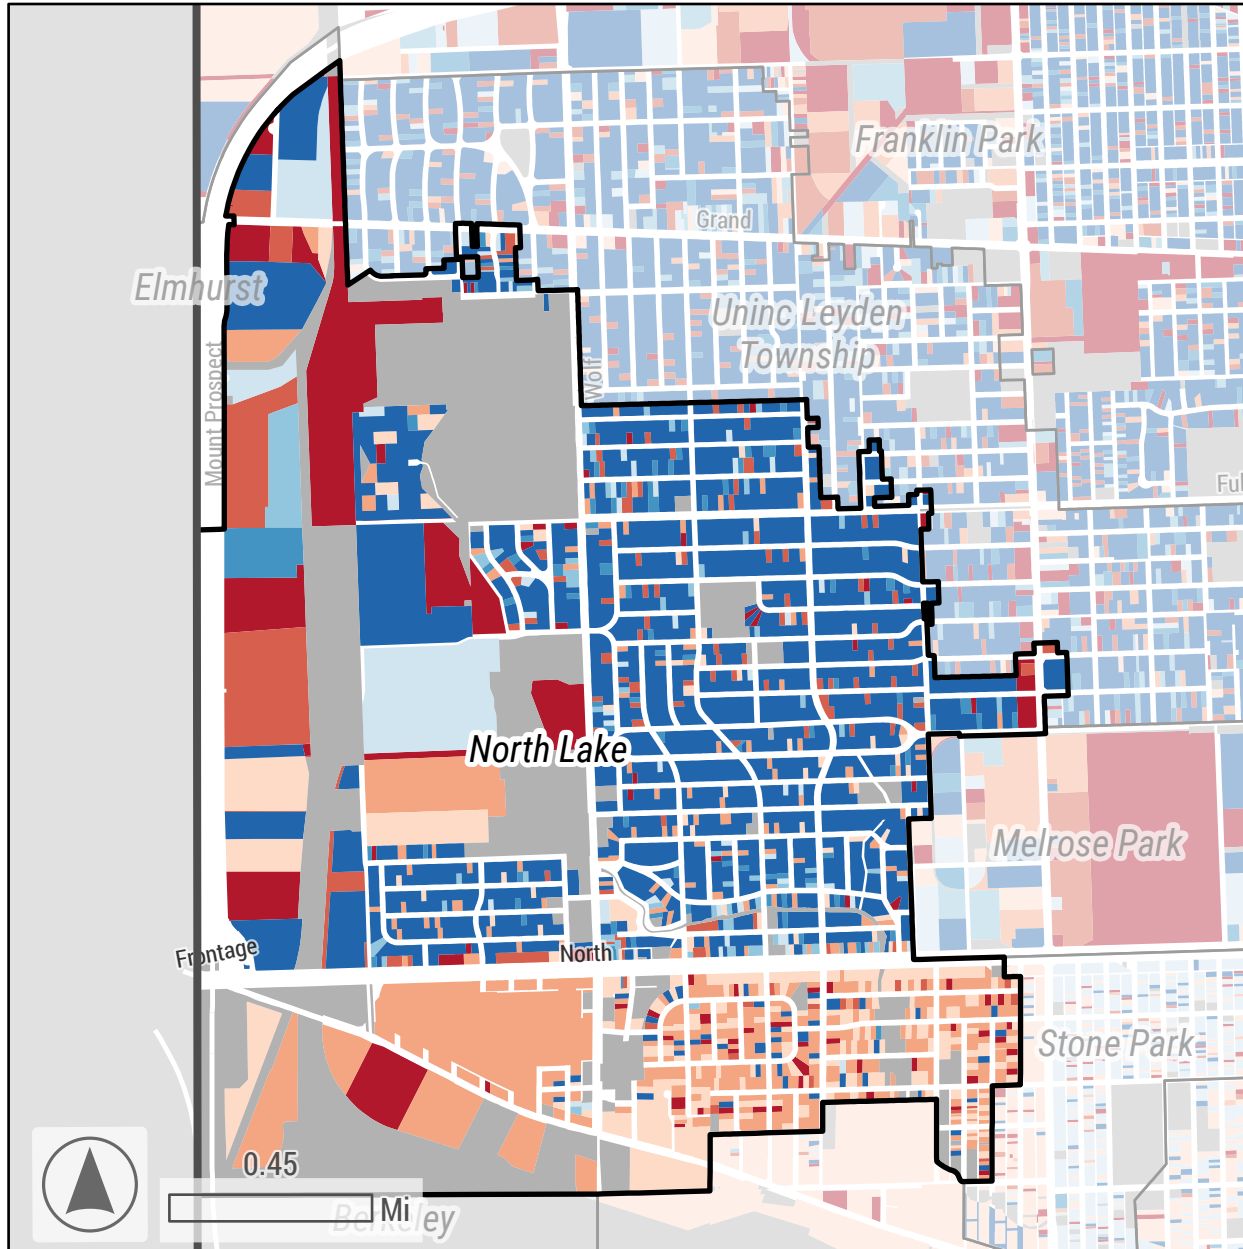 Franklin Park
Grand
Elmhurst
Uninc Leyden
Township
Mount Prospect
Wolf
Ful
North Lake
Melrose Park
Frontage
North
Stone Park
0.45
Mi
Berkeley